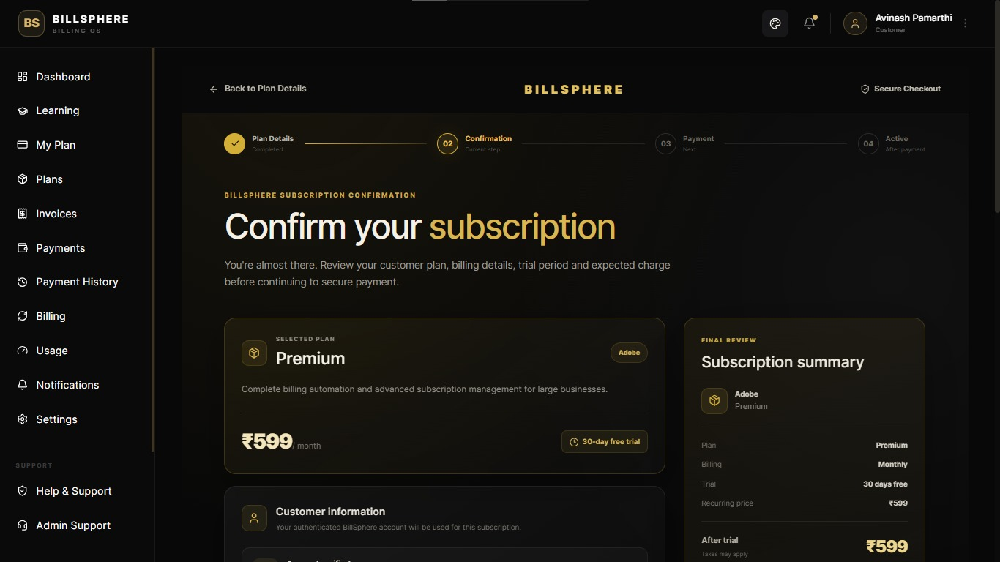 BS
BILLSPHERE
BILLING OS
Avinash Pamarthi
Customer
Dashboard
Learning
My Plan
Plans
Invoices
Payments
Payment History
Billing
Usage
Notifications
Settings
SUPPORT
Help & Support
Admin Support
Back to Plan Details
BILLSPHERE
Secure Checkout
Plan Details
Completed
02
Confirmation
Current step
03
Payment
Next
04
Active
After payment
BILLSPHERE SUBSCRIPTION CONFIRMATION
Confirm your subscription
You're almost there. Review your customer plan, billing details, trial period and expected charge
before continuing to secure payment.
SELECTED PLAN
Premium
Adobe
Complete billing automation and advanced subscription management for large businesses.
₹599 / month
30-day free trial
Customer information
Your authenticated BillSphere account will be used for this subscription.
FINAL REVIEW
Subscription summary
Adobe
Premium
Plan Premium
Billing Monthly
Trial 30 days free
Recurring price ₹599
After trial
Taxes may apply
₹599